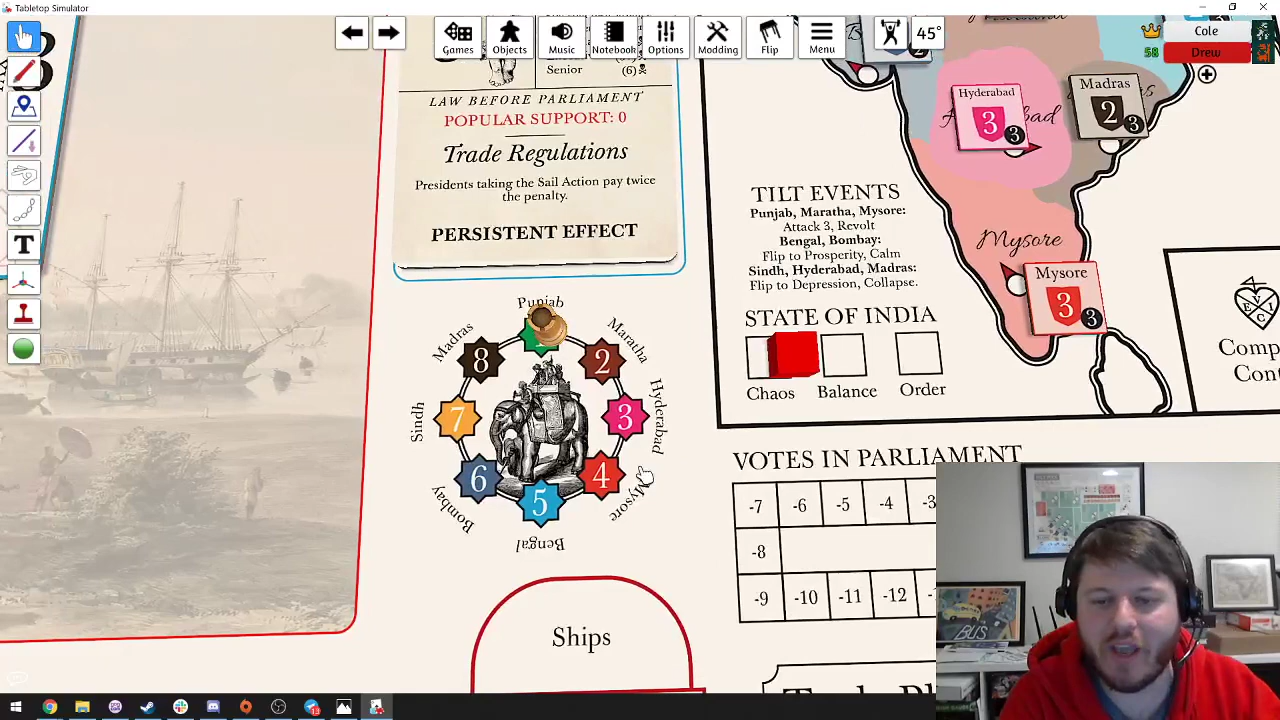 Tabletop Simulator
Games
Objects
Music
Notebook
Options
Modding
Flip
Menu
45°
Cole
58
Drew
T
Senior
(6)
LAW BEFORE PARLIAMENT
POPULAR SUPPORT: 0
Trade Regulations
Presidents taking the Sail Action pay twice
the penalty.
PERSISTENT EFFECT
Punjab
Maratha
Hyderabad
Mysore
Bengal
Bombay
Sindh
Madras
2
3
4
5
6
7
8
Hyderabad
3
3
Madras
2
3
TILT EVENTS
Punjab, Maratha, Mysore:
Attack 3, Revolt
Bengal, Bombay:
Flip to Prosperity, Calm
Sindh, Hyderabad, Madras:
Flip to Depression, Collapse.
Mysore
Mysore
3
3
STATE OF INDIA
Chaos
Balance
Order
VOTES IN PARLIAMENT
-7
-6
-5
-4
-3
-8
-9
-10
-11
-12
Ships
BUS
13